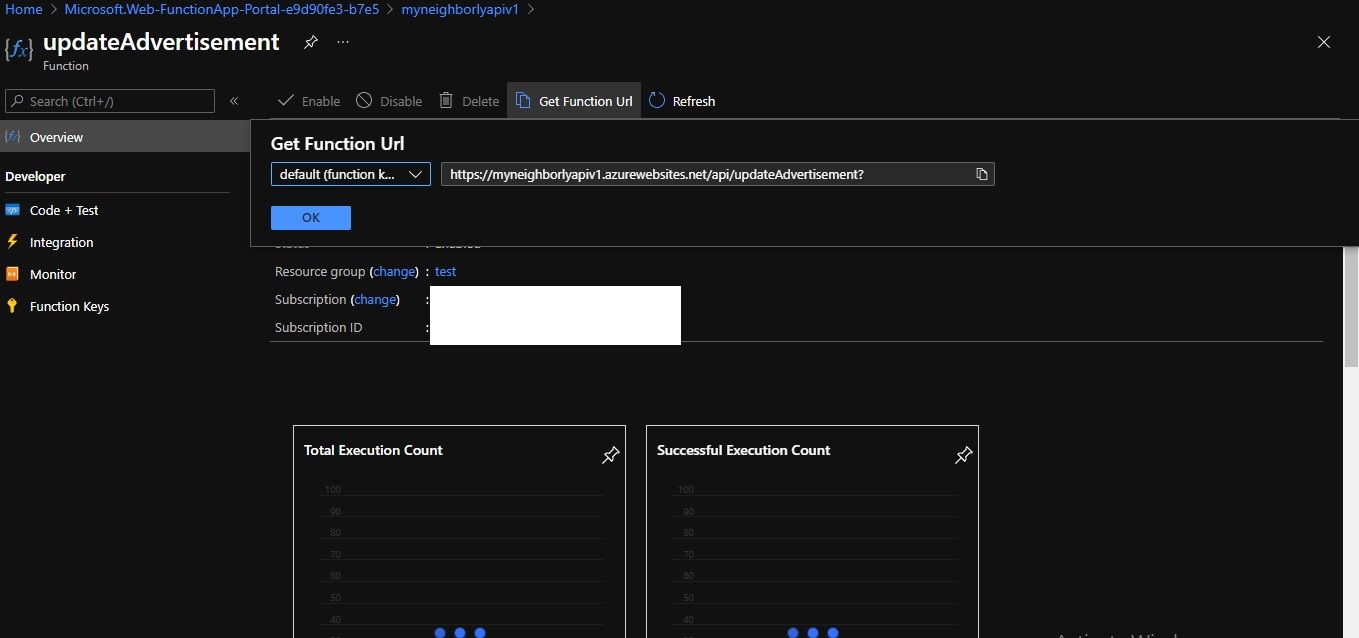 Home > Microsoft.Web-FunctionApp-Portal-e9d90fe3-b7e5 > myneighborlyapiv1 >
{fx} updateAdvertisement ...
Function
Search (Ctrl+/) «
Enable Disable Delete Get Function Url Refresh
Overview
Get Function Url
default (function k... https://myneighborlyapiv1.azurewebsites.net/api/updateAdvertisement?
OK
Developer
Code + Test
Integration
Monitor
Function Keys
Status : Enabled
Resource group (change) : test
Subscription (change) :
Subscription ID :
Total Execution Count
100
90
80
70
60
50
40
Successful Execution Count
100
90
80
70
60
50
40